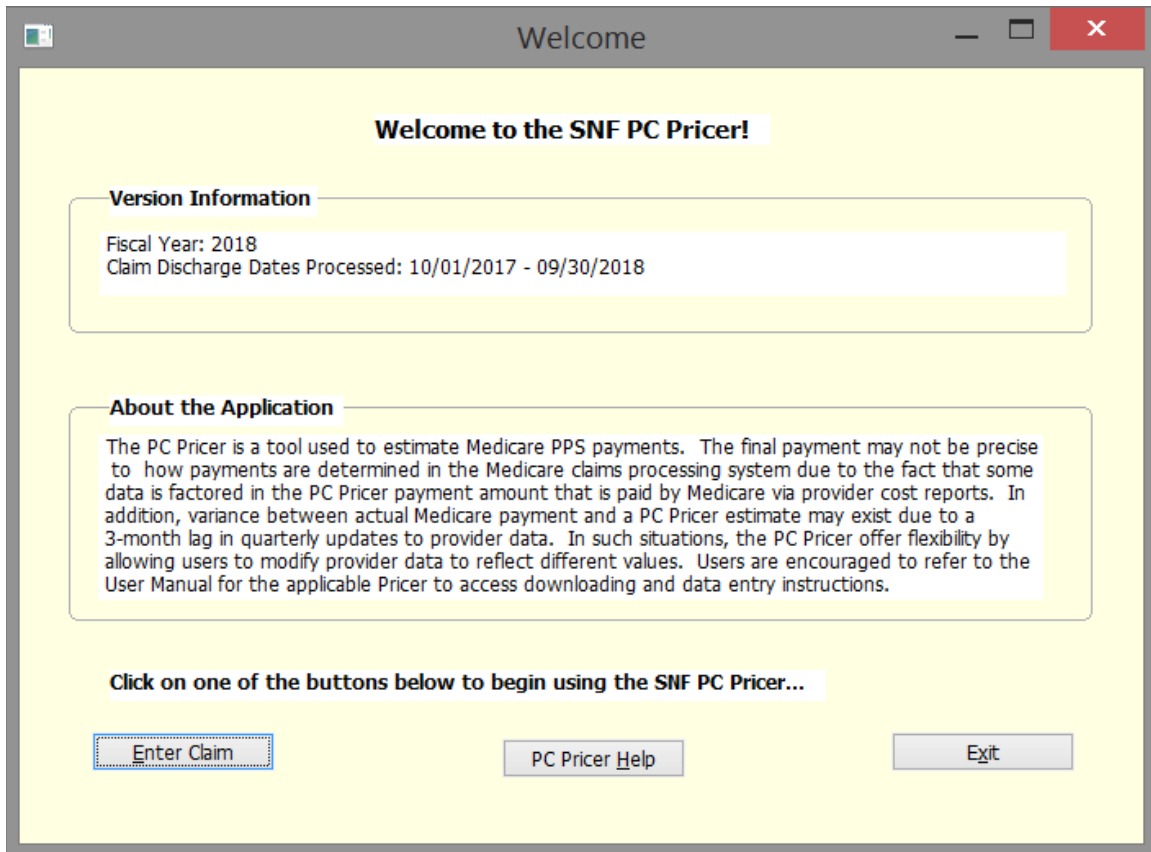 Welcome
Welcome to the SNF PC Pricer!
Version Information
Fiscal Year: 2018
Claim Discharge Dates Processed: 10/01/2017 - 09/30/2018
About the Application
The PC Pricer is a tool used to estimate Medicare PPS payments.  The final payment may not be precise
to  how payments are determined in the Medicare claims processing system due to the fact that some
data is factored in the PC Pricer payment amount that is paid by Medicare via provider cost reports.  In
addition, variance between actual Medicare payment and a PC Pricer estimate may exist due to a
3-month lag in quarterly updates to provider data.  In such situations, the PC Pricer offer flexibility by
allowing users to modify provider data to reflect different values.  Users are encouraged to refer to the
User Manual for the applicable Pricer to access downloading and data entry instructions.
Click on one of the buttons below to begin using the SNF PC Pricer...
Enter Claim
PC Pricer Help
Exit